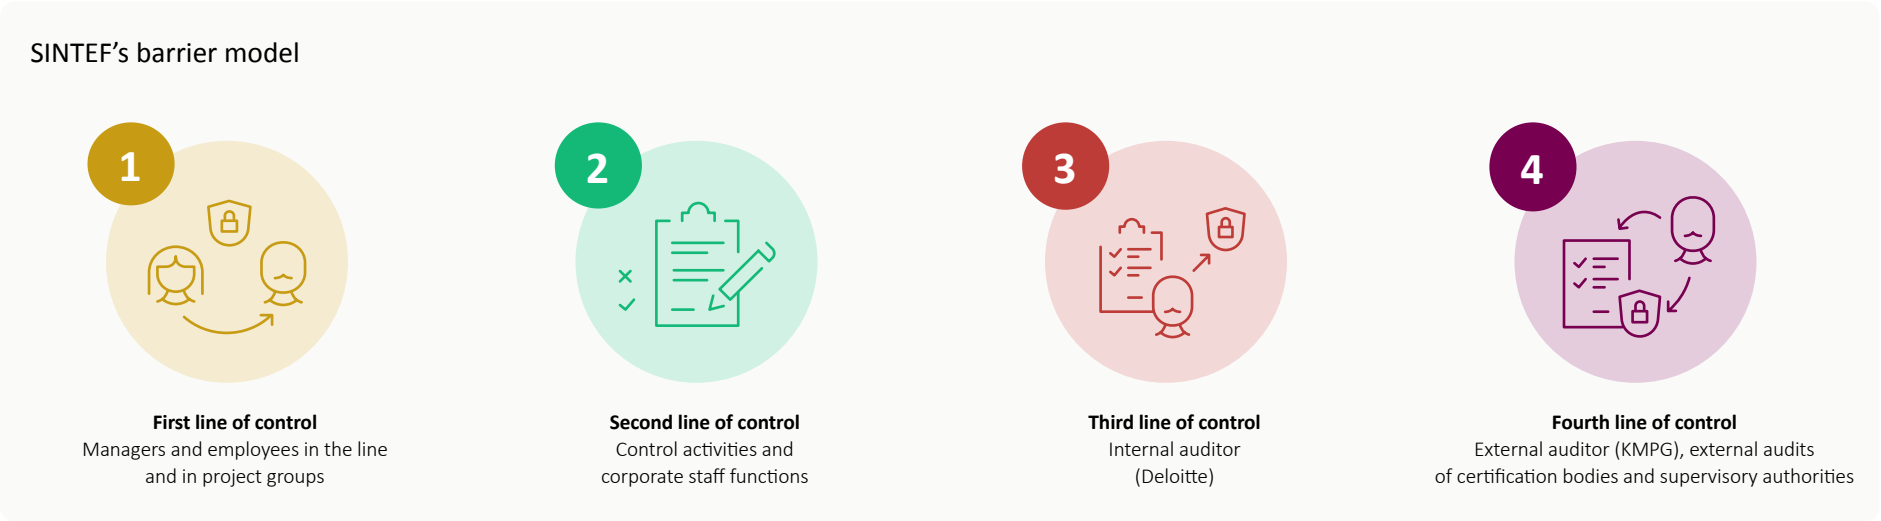 SINTEF’s barrier model
1
2
3
4
First line of control
Managers and employees in the line
and in project groups
Second line of control
Control activities and
corporate staff functions
Third line of control
Internal auditor
(Deloitte)
Fourth line of control
External auditor (KMPG), external audits
of certification bodies and supervisory authorities